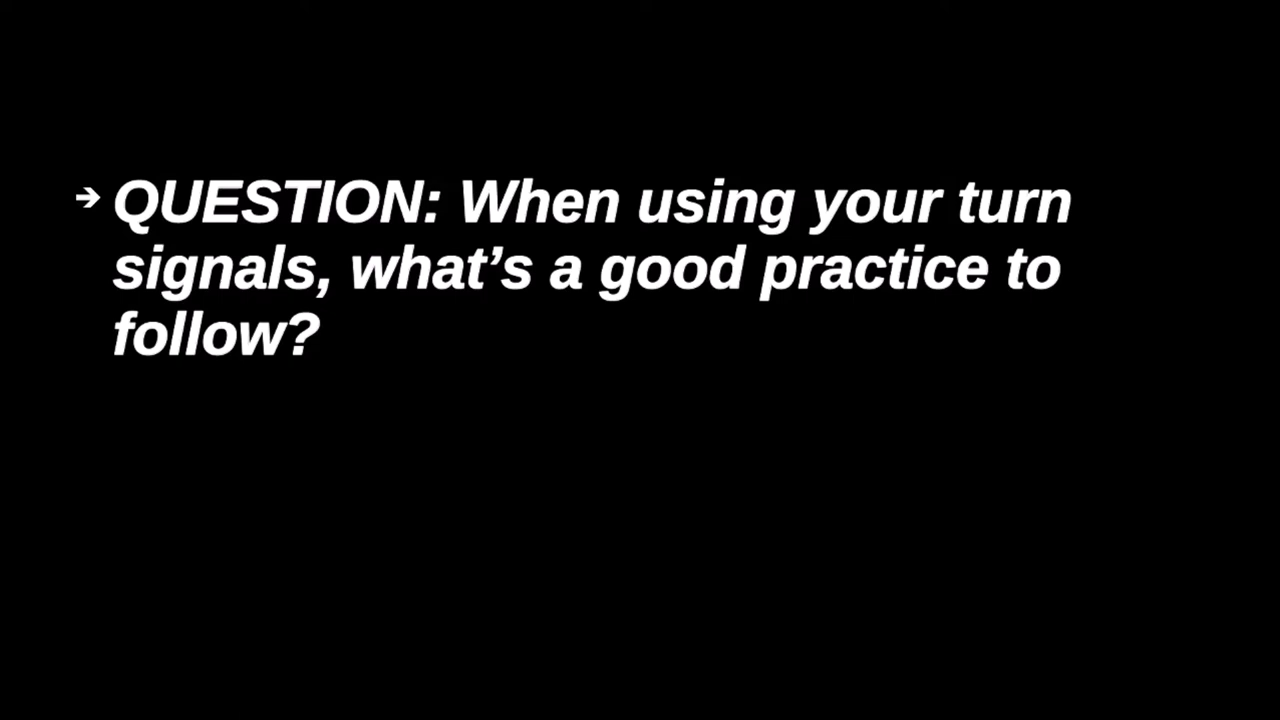 ➔ QUESTION: When using your turn
signals, what’s a good practice to
follow?